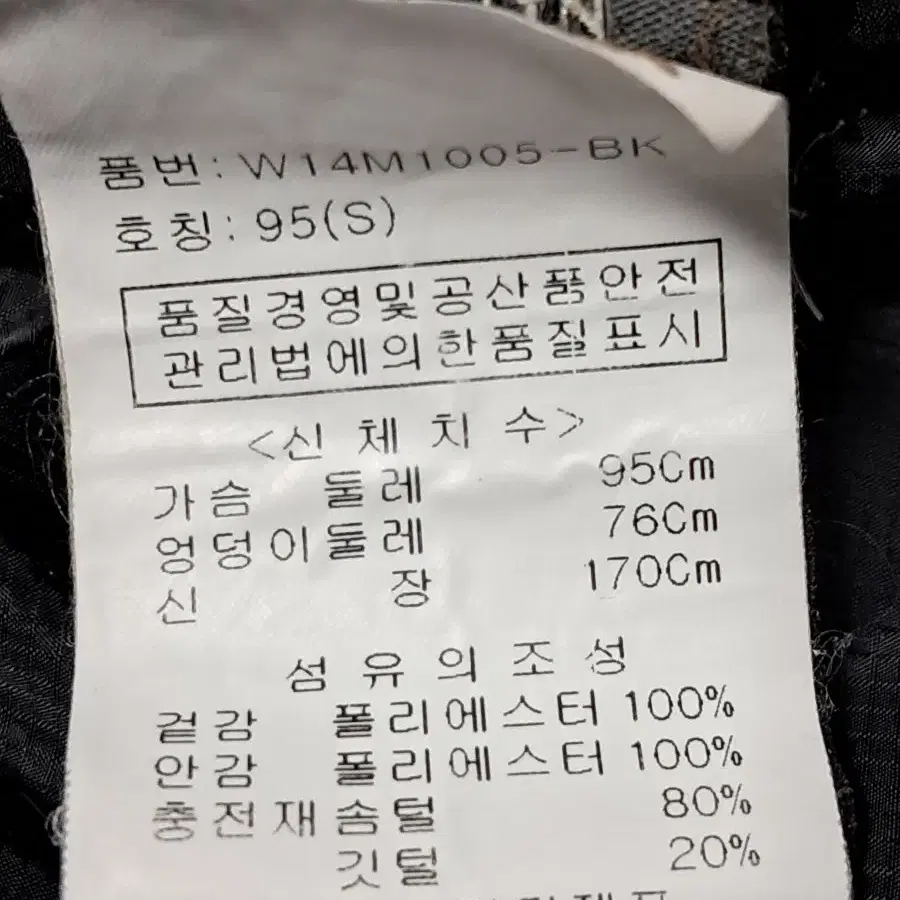 품번: W14M1005-BK
호칭: 95(S)
품질경영및공산품안전
관리법에의한품질표시
<신 체 치 수>
가슴 둘레 95Cm
엉덩이둘레 76Cm
신 장 170Cm
섬 유 의 조 성
겉감 폴리에스터 100%
안감 폴리에스터 100%
충전재 솜털 80%
깃털 20%